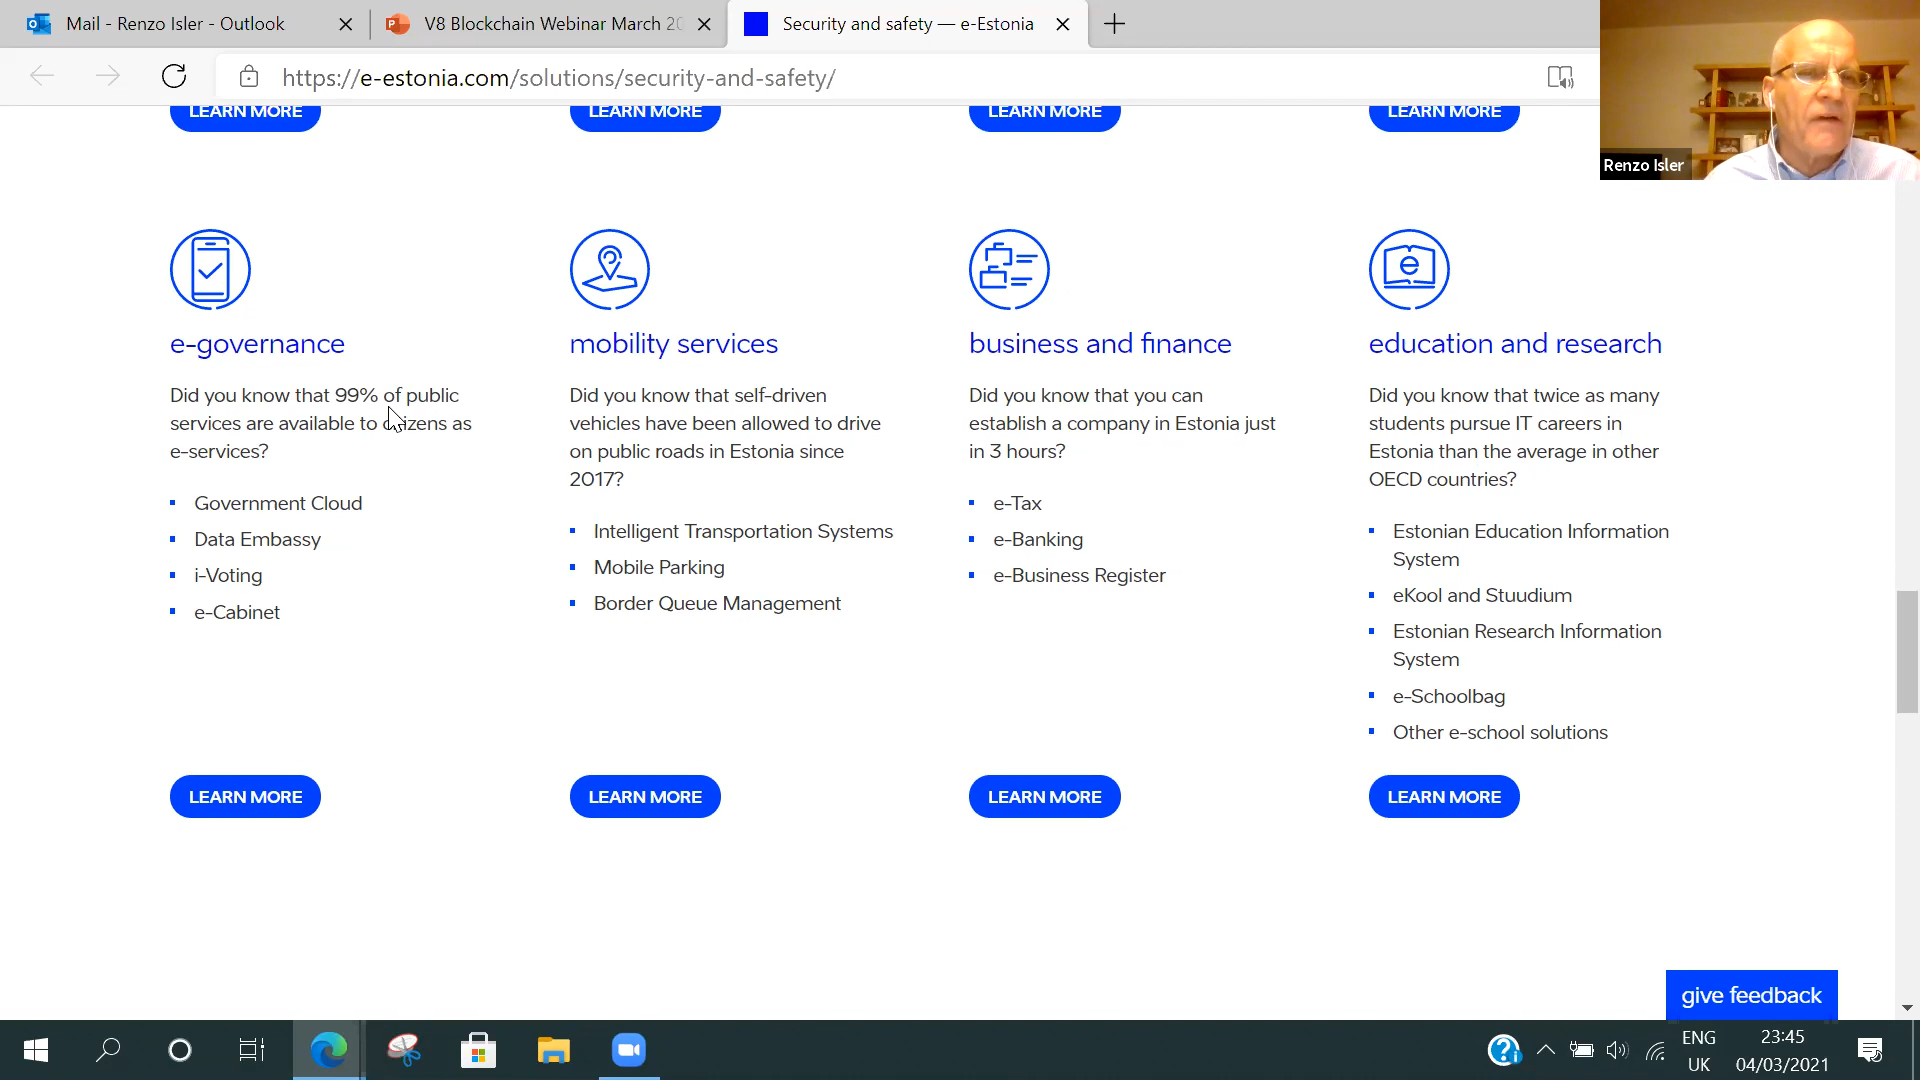 Mail - Renzo Isler - Outlook
V8 Blockchain Webinar March 20
Security and safety — e-Estonia
https://e-estonia.com/solutions/security-and-safety/
Renzo Isler
LEARN MORE
LEARN MORE
LEARN MORE
LEARN MORE
e-governance
Did you know that 99% of public
services are available to citizens as
e-services?
Government Cloud
Data Embassy
i-Voting
e-Cabinet
LEARN MORE
mobility services
Did you know that self-driven
vehicles have been allowed to drive
on public roads in Estonia since
2017?
Intelligent Transportation Systems
Mobile Parking
Border Queue Management
LEARN MORE
business and finance
Did you know that you can
establish a company in Estonia just
in 3 hours?
e-Tax
e-Banking
e-Business Register
LEARN MORE
education and research
Did you know that twice as many
students pursue IT careers in
Estonia than the average in other
OECD countries?
Estonian Education Information
System
eKool and Stuudium
Estonian Research Information
System
e-Schoolbag
Other e-school solutions
LEARN MORE
give feedback
ENG
UK
23:45
04/03/2021